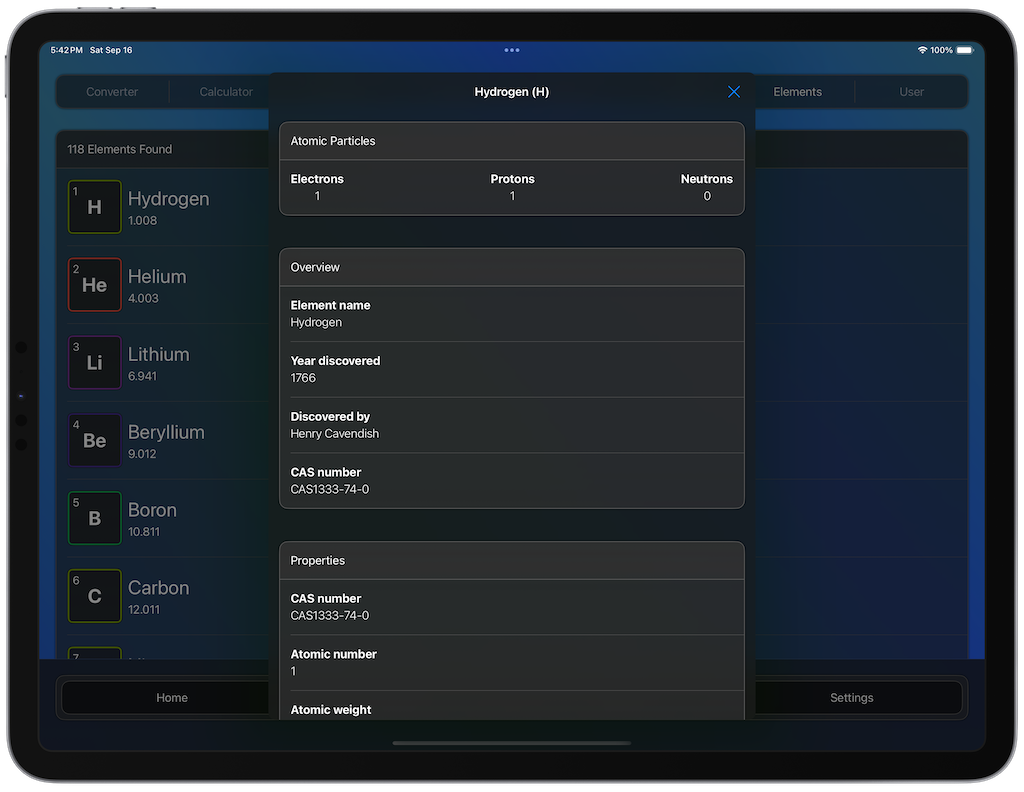 5:42 PM Sat Sep 16
100%
Converter
Calculator
Hydrogen (H)
Elements
User
118 Elements Found
1
H
Hydrogen
1.008
2
He
Helium
4.003
3
Li
Lithium
6.941
4
Be
Beryllium
9.012
5
B
Boron
10.811
6
C
Carbon
12.011
7
Atomic Particles
Electrons Protons Neutrons
1 1 0
Overview
Element name
Hydrogen
Year discovered
1766
Discovered by
Henry Cavendish
CAS number
CAS1333-74-0
Properties
CAS number
CAS1333-74-0
Atomic number
1
Atomic weight
Home
Settings